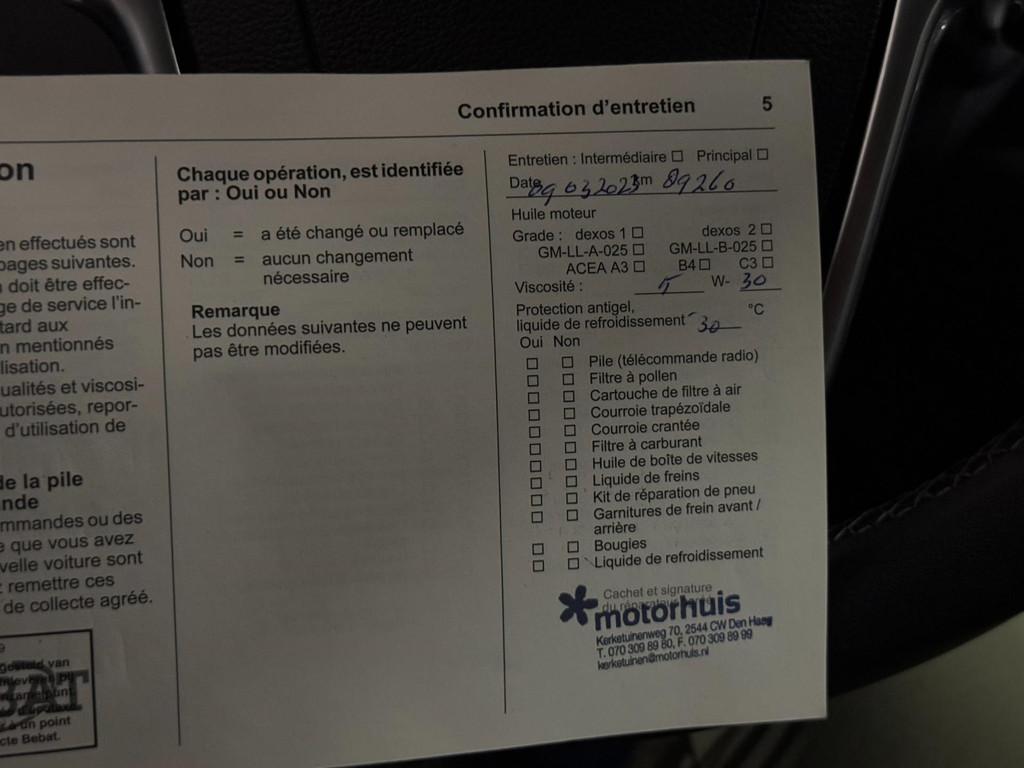 Confirmation d'entretien 5
on
en effectués sont
pages suivantes.
doit être effec-
ge de service l'in-
tard aux
n mentionnés
lisation.
ualités et viscosi-
utorisées, repor-
d'utilisation de
de la pile
nde
mmandes ou des
e que vous avez
velle voiture sont
remettre ces
de collecte agréé.
van
à un point
cte Bebat.
Chaque opération, est identifiée
par : Oui ou Non
Oui = a été changé ou remplacé
Non = aucun changement
nécessaire
Remarque
Les données suivantes ne peuvent
pas être modifiées.
Entretien : Intermédiaire ☐ Principal ☐
Date 09 03 2023 km 89260
Huile moteur
Grade : dexos 1 ☐ dexos 2 ☐
GM-LL-A-025 ☐ GM-LL-B-025 ☐
ACEA A3 ☐ B4 ☐ C3 ☐
Viscosité : 5 W- 30
Protection antigel,
liquide de refroidissement -30 °C
Oui Non
☐ ☐ Pile (télécommande radio)
☐ ☐ Filtre à pollen
☐ ☐ Cartouche de filtre à air
☐ ☐ Courroie trapézoïdale
☐ ☐ Courroie crantée
☐ ☐ Filtre à carburant
☐ ☐ Huile de boîte de vitesses
☐ ☐ Liquide de freins
☐ ☐ Kit de réparation de pneu
☐ ☐ Garnitures de frein avant /
arrière
☐ ☐ Bougies
☐ ☐ Liquide de refroidissement
Cachet et signature
du réparateur
motorhuis
Kerketuinenweg 70, 2544 CW Den Haag
T. 070 309 89 80, F. 070 309 89 99
kerketuinen@motorhuis.nl